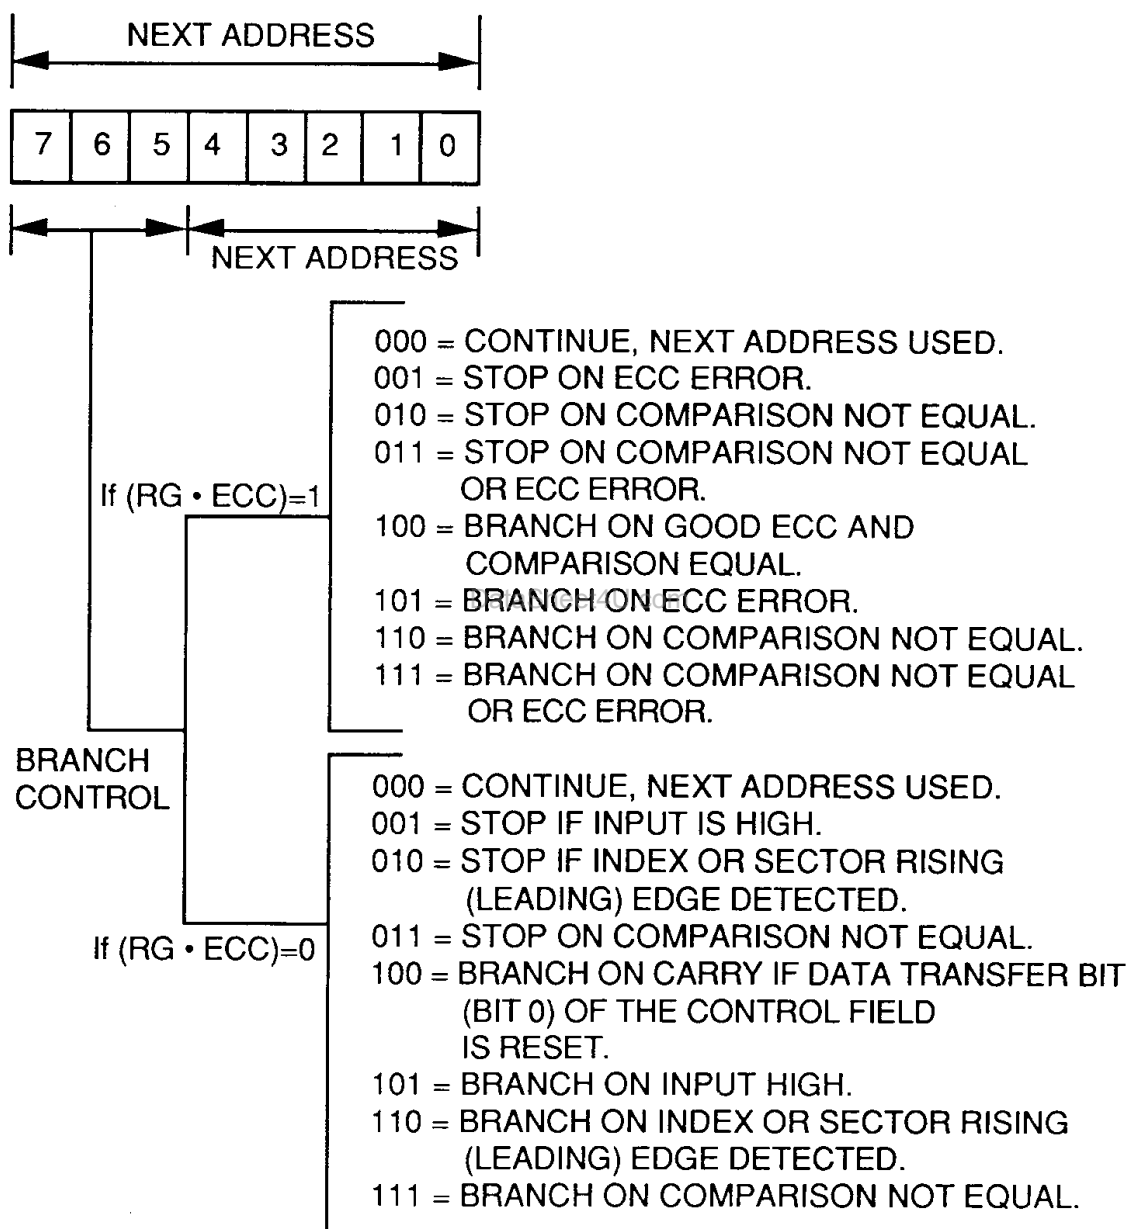 NEXT ADDRESS
7 6 5 4 3 2 1 0
NEXT ADDRESS
000 = CONTINUE, NEXT ADDRESS USED.
001 = STOP ON ECC ERROR.
010 = STOP ON COMPARISON NOT EQUAL.
011 = STOP ON COMPARISON NOT EQUAL
OR ECC ERROR.
If (RG • ECC)=1
100 = BRANCH ON GOOD ECC AND
COMPARISON EQUAL.
101 = BRANCH ON ECC ERROR.
DataSheet4U.com
110 = BRANCH ON COMPARISON NOT EQUAL.
111 = BRANCH ON COMPARISON NOT EQUAL
OR ECC ERROR.
BRANCH
CONTROL
000 = CONTINUE, NEXT ADDRESS USED.
001 = STOP IF INPUT IS HIGH.
010 = STOP IF INDEX OR SECTOR RISING
(LEADING) EDGE DETECTED.
If (RG • ECC)=0
011 = STOP ON COMPARISON NOT EQUAL.
100 = BRANCH ON CARRY IF DATA TRANSFER BIT
(BIT 0) OF THE CONTROL FIELD
IS RESET.
101 = BRANCH ON INPUT HIGH.
110 = BRANCH ON INDEX OR SECTOR RISING
(LEADING) EDGE DETECTED.
111 = BRANCH ON COMPARISON NOT EQUAL.